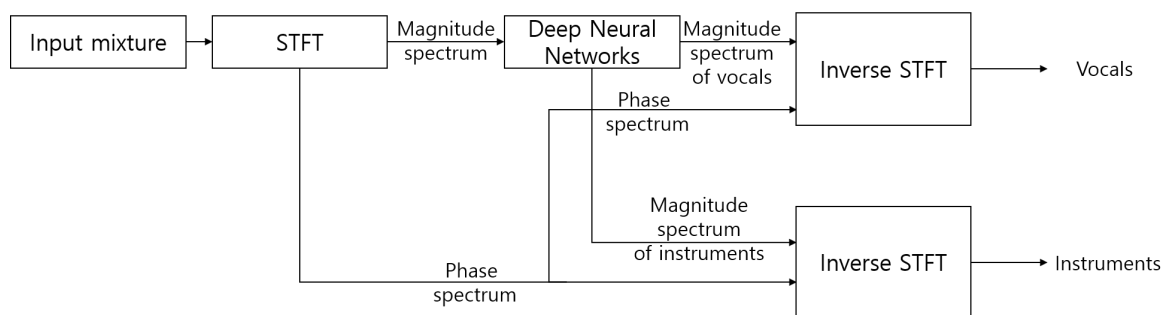 Input mixture
STFT
Magnitude
spectrum
Deep Neural
Networks
Magnitude
spectrum
of vocals
Inverse STFT
Vocals
Phase
spectrum
Magnitude
spectrum
of instruments
Inverse STFT
Instruments
Phase
spectrum